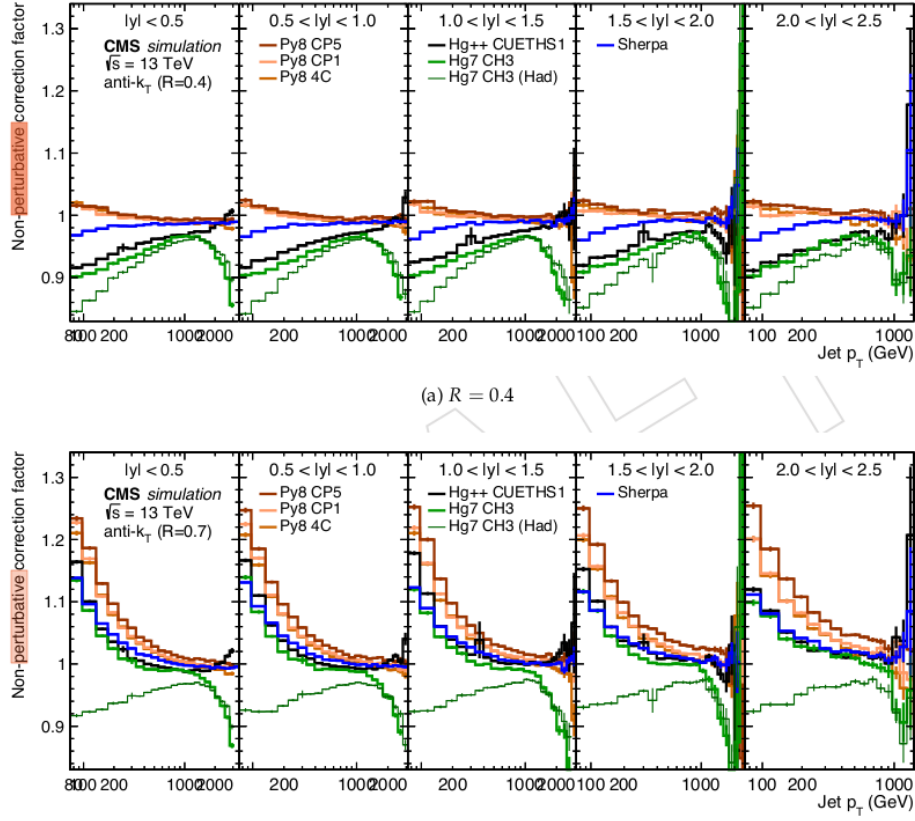 |y| < 0.5
0.5 < |y| < 1.0
1.0 < |y| < 1.5
1.5 < |y| < 2.0
2.0 < |y| < 2.5
CMS simulation
√s = 13 TeV
anti-k_T (R=0.4)
Py8 CP5
Py8 CP1
Py8 4C
Hg++ CUETHS1
Hg7 CH3
Hg7 CH3 (Had)
Sherpa
Non-perturbative correction factor
1.3
1.2
1.1
1
0.9
100 200 1000 2000
200 1000 2000
200 1000 2000
100 200 1000
100 200 1000
Jet p_T (GeV)
(a) R = 0.4
|y| < 0.5
0.5 < |y| < 1.0
1.0 < |y| < 1.5
1.5 < |y| < 2.0
2.0 < |y| < 2.5
CMS simulation
√s = 13 TeV
anti-k_T (R=0.7)
Py8 CP5
Py8 CP1
Py8 4C
Hg++ CUETHS1
Hg7 CH3
Hg7 CH3 (Had)
Sherpa
Non-perturbative correction factor
1.3
1.2
1.1
1
0.9
100 200 1000 2000
200 1000 2000
200 1000 2000
100 200 1000
100 200 1000
Jet p_T (GeV)